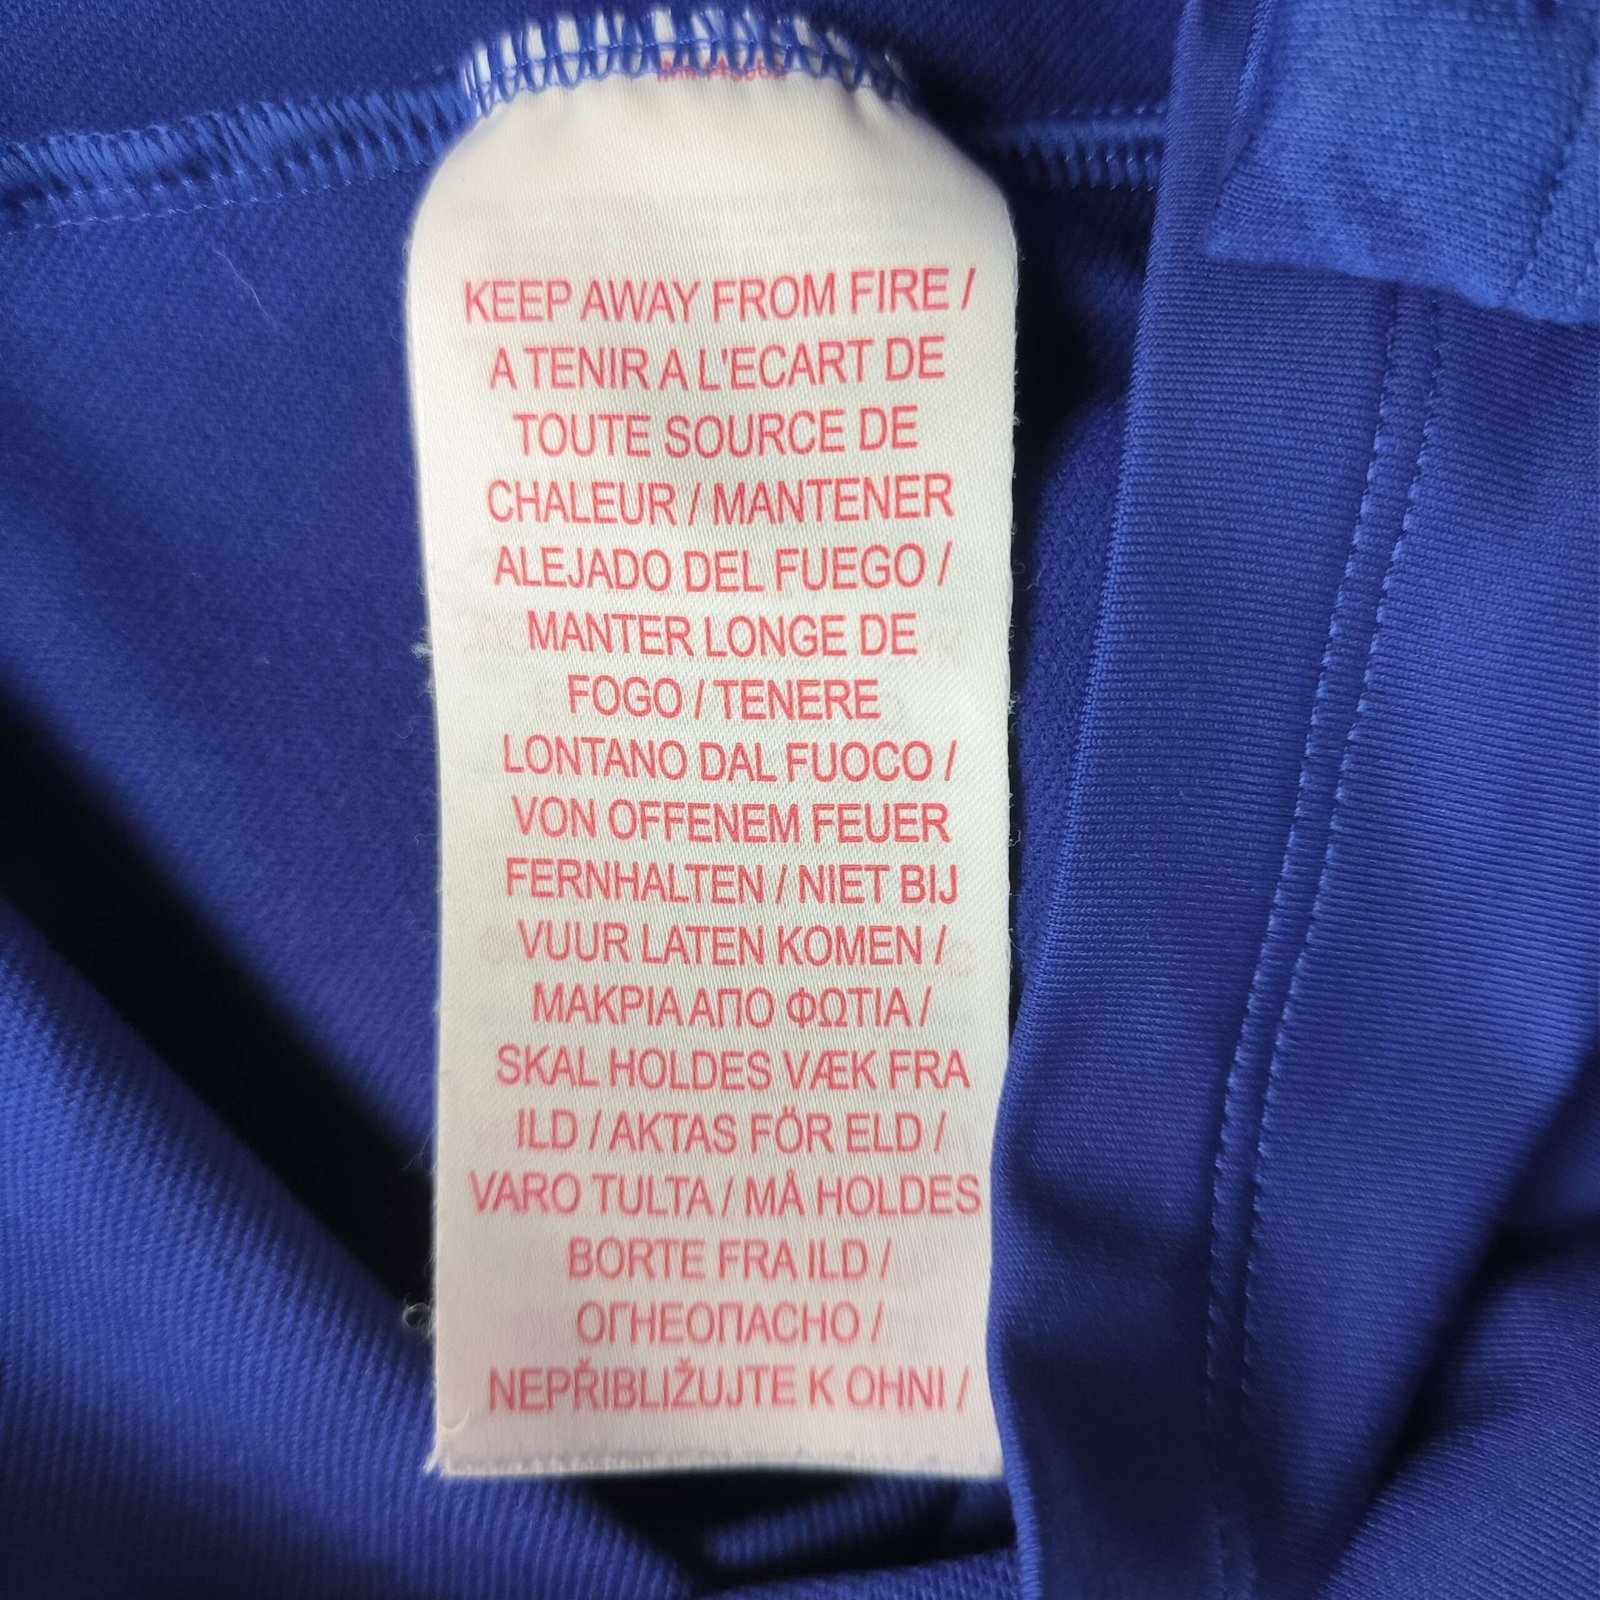 KEEP AWAY FROM FIRE /
A TENIR A L'ECART DE
TOUTE SOURCE DE
CHALEUR / MANTENER
ALEJADO DEL FUEGO /
MANTER LONGE DE
FOGO / TENERE
LONTANO DAL FUOCO /
VON OFFENEM FEUER
FERNHALTEN / NIET BIJ
VUUR LATEN KOMEN /
ΜΑΚΡΙΑ ΑΠΟ ΦΩΤΙΑ /
SKAL HOLDES VÆK FRA
ILD / AKTAS FÖR ELD /
VARO TULTA / MÅ HOLDES
BORTE FRA ILD /
ОГНЕОПАСНО /
NEPŘIBLIŽUJTE K OHNI /